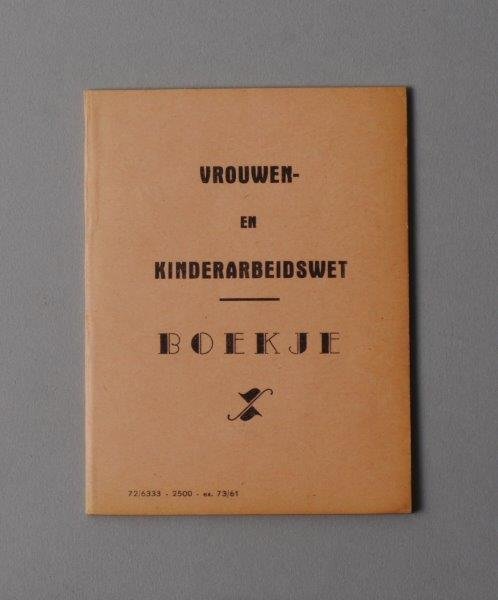 VROUWEN-
EN
KINDERARBEIDSWET
BOEKJE
72/6333 - 2500 - ex. 73/61